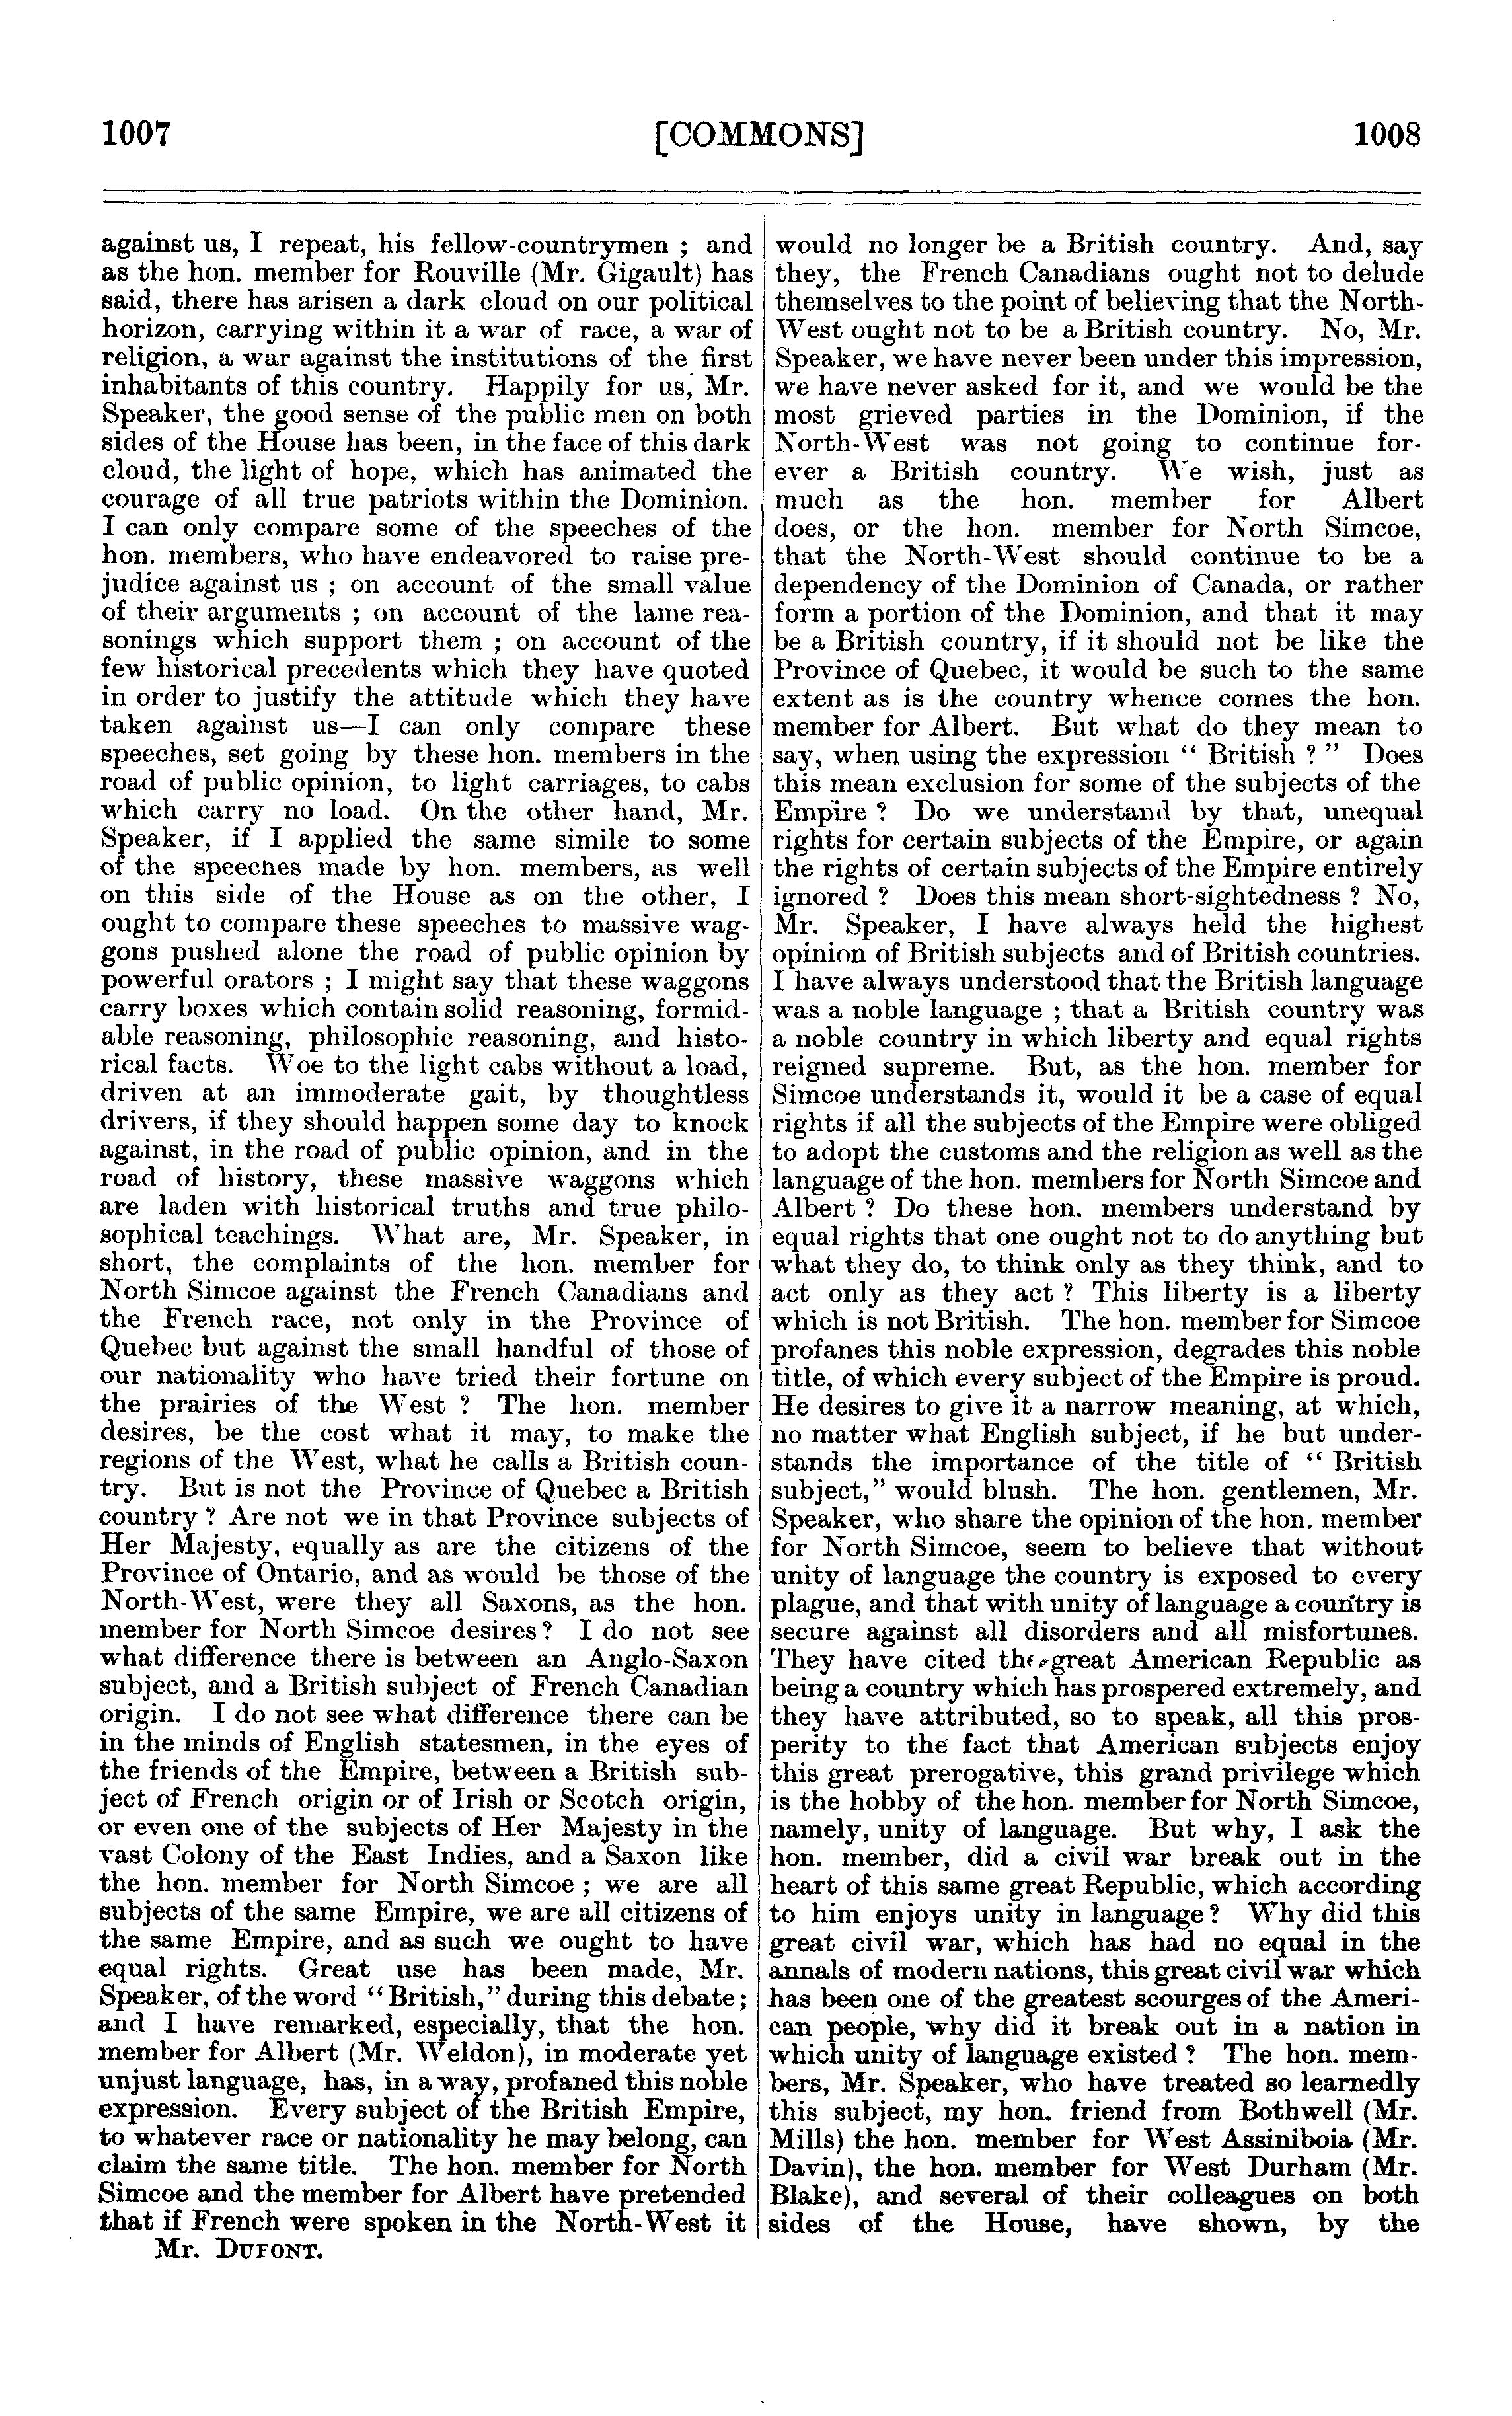 1007
[COMMONS]
1008
against us, I repeat, his fellow-countrymen ; and
as the hon. member for Rouville (Mr. Gigault) has
said, there has arisen a dark cloud on our political
horizon, carrying within it a war of race, a war of
religion, a war against the institutions of the first
inhabitants of this country. Happily for us, Mr.
Speaker, the good sense of the public men on both
sides of the House has been, in the face of this dark
cloud, the light of hope, which has animated the
courage of all true patriots within the Dominion.
I can only compare some of the speeches of the
hon. members, who have endeavored to raise pre-
judice against us ; on account of the small value
of their arguments ; on account of the lame rea-
sonings which support them ; on account of the
few historical precedents which they have quoted
in order to justify the attitude which they have
taken against us—I can only compare these
speeches, set going by these hon. members in the
road of public opinion, to light carriages, to cabs
which carry no load. On the other hand, Mr.
Speaker, if I applied the same simile to some
of the speeches made by hon. members, as well
on this side of the House as on the other, I
ought to compare these speeches to massive wag-
gons pushed alone the road of public opinion by
powerful orators ; I might say that these waggons
carry boxes which contain solid reasoning, formid-
able reasoning, philosophic reasoning, and histo-
rical facts. Woe to the light cabs without a load,
driven at an immoderate gait, by thoughtless
drivers, if they should happen some day to knock
against, in the road of public opinion, and in the
road of history, these massive waggons which
are laden with historical truths and true philo-
sophical teachings. What are, Mr. Speaker, in
short, the complaints of the hon. member for
North Simcoe against the French Canadians and
the French race, not only in the Province of
Quebec but against the small handful of those of
our nationality who have tried their fortune on
the prairies of the West ? The hon. member
desires, be the cost what it may, to make the
regions of the West, what he calls a British coun-
try. But is not the Province of Quebec a British
country ? Are not we in that Province subjects of
Her Majesty, equally as are the citizens of the
Province of Ontario, and as would be those of the
North-West, were they all Saxons, as the hon.
member for North Simcoe desires ? I do not see
what difference there is between an Anglo-Saxon
subject, and a British subject of French Canadian
origin. I do not see what difference there can be
in the minds of English statesmen, in the eyes of
the friends of the Empire, between a British sub-
ject of French origin or of Irish or Scotch origin,
or even one of the subjects of Her Majesty in the
vast Colony of the East Indies, and a Saxon like
the hon. member for North Simcoe ; we are all
subjects of the same Empire, we are all citizens of
the same Empire, and as such we ought to have
equal rights. Great use has been made, Mr.
Speaker, of the word "British," during this debate ;
and I have remarked, especially, that the hon.
member for Albert (Mr. Weldon), in moderate yet
unjust language, has, in a way, profaned this noble
expression. Every subject of the British Empire,
to whatever race or nationality he may belong, can
claim the same title. The hon. member for North
Simcoe and the member for Albert have pretended
that if French were spoken in the North-West it
Mr. DUPONT.
would no longer be a British country. And, say
they, the French Canadians ought not to delude
themselves to the point of believing that the North-
West ought not to be a British country. No, Mr.
Speaker, we have never been under this impression,
we have never asked for it, and we would be the
most grieved parties in the Dominion, if the
North-West was not going to continue for-
ever a British country. We wish, just as
much as the hon. member for Albert
does, or the hon. member for North Simcoe,
that the North-West should continue to be a
dependency of the Dominion of Canada, or rather
form a portion of the Dominion, and that it may
be a British country, if it should not be like the
Province of Quebec, it would be such to the same
extent as is the country whence comes the hon.
member for Albert. But what do they mean to
say, when using the expression " British ? " Does
this mean exclusion for some of the subjects of the
Empire ? Do we understand by that, unequal
rights for certain subjects of the Empire, or again
the rights of certain subjects of the Empire entirely
ignored ? Does this mean short-sightedness ? No,
Mr. Speaker, I have always held the highest
opinion of British subjects and of British countries.
I have always understood that the British language
was a noble language ; that a British country was
a noble country in which liberty and equal rights
reigned supreme. But, as the hon. member for
Simcoe understands it, would it be a case of equal
rights if all the subjects of the Empire were obliged
to adopt the customs and the religion as well as the
language of the hon. members for North Simcoe and
Albert ? Do these hon. members understand by
equal rights that one ought not to do anything but
what they do, to think only as they think, and to
act only as they act ? This liberty is a liberty
which is not British. The hon. member for Simcoe
profanes this noble expression, degrades this noble
title, of which every subject of the Empire is proud.
He desires to give it a narrow meaning, at which,
no matter what English subject, if he but under-
stands the importance of the title of " British
subject," would blush. The hon. gentlemen, Mr.
Speaker, who share the opinion of the hon. member
for North Simcoe, seem to believe that without
unity of language the country is exposed to every
plague, and that with unity of language a country is
secure against all disorders and all misfortunes.
They have cited the great American Republic as
being a country which has prospered extremely, and
they have attributed, so to speak, all this pros-
perity to the fact that American subjects enjoy
this great prerogative, this grand privilege which
is the hobby of the hon. member for North Simcoe,
namely, unity of language. But why, I ask the
hon. member, did a civil war break out in the
heart of this same great Republic, which according
to him enjoys unity in language ? Why did this
great civil war, which has had no equal in the
annals of modern nations, this great civil war which
has been one of the greatest scourges of the Ameri-
can people, why did it break out in a nation in
which unity of language existed ? The hon. mem-
bers, Mr. Speaker, who have treated so learnedly
this subject, my hon. friend from Bothwell (Mr.
Mills) the hon. member for West Assiniboia (Mr.
Davin), the hon. member for West Durham (Mr.
Blake), and several of their colleagues on both
sides of the House, have shown, by the